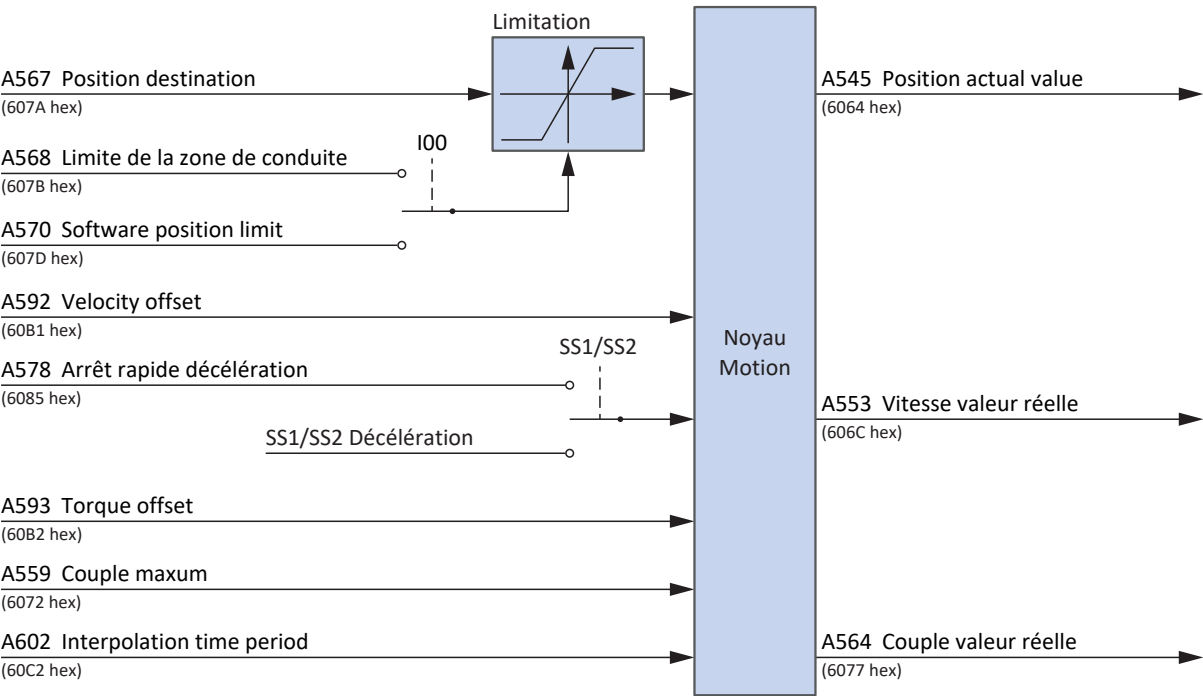 Limitation
A567 Position destination
(607A hex)
A568 Limite de la zone de conduite
(607B hex)
I00
A570 Software position limit
(607D hex)
A592 Velocity offset
(60B1 hex)
A578 Arrêt rapide décélération
(6085 hex)
SS1/SS2
SS1/SS2 Décélération
A593 Torque offset
(60B2 hex)
A559 Couple maxum
(6072 hex)
A602 Interpolation time period
(60C2 hex)
Noyau
Motion
A545 Position actual value
(6064 hex)
A553 Vitesse valeur réelle
(606C hex)
A564 Couple valeur réelle
(6077 hex)